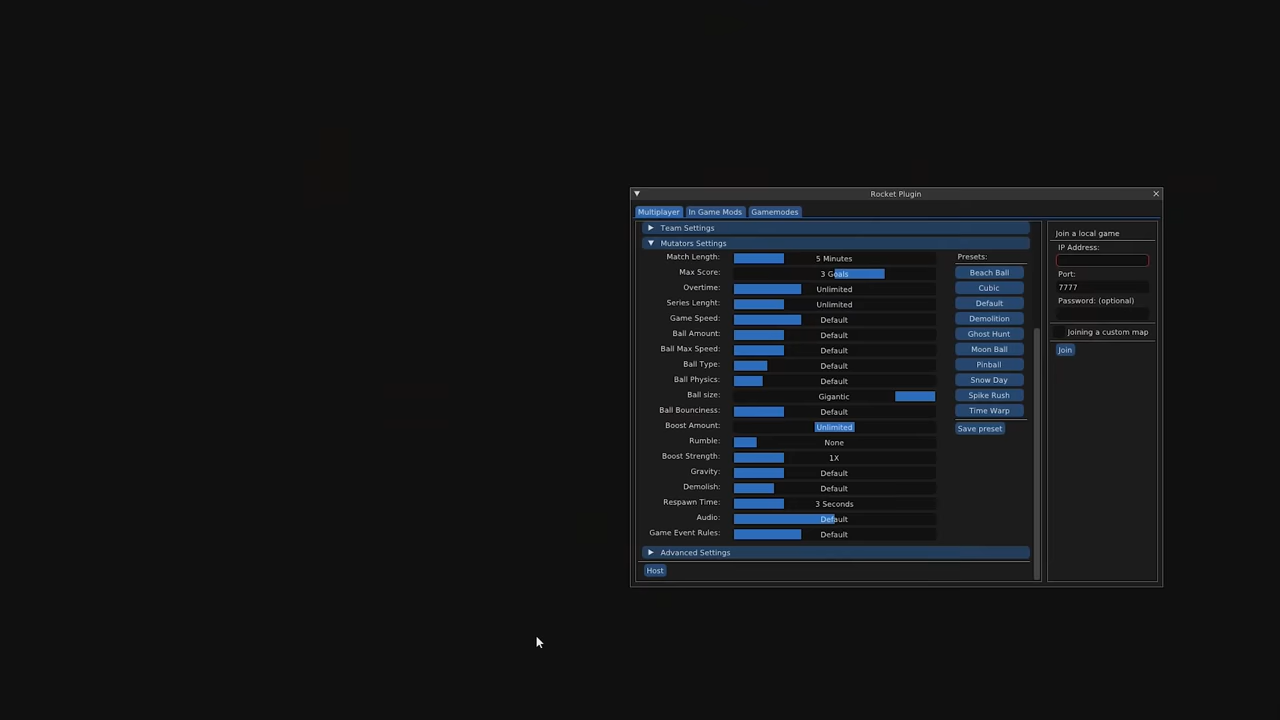 Rocket Plugin
Multiplayer In Game Mods Gamemodes
Team Settings
Mutators Settings
Match Length: 5 Minutes
Max Score: 3 Goals
Overtime: Unlimited
Series Lenght: Unlimited
Game Speed: Default
Ball Amount: Default
Ball Max Speed: Default
Ball Type: Default
Ball Physics: Default
Ball size: Gigantic
Ball Bounciness: Default
Boost Amount: Unlimited
Rumble: None
Boost Strength: 1X
Gravity: Default
Demolish: Default
Respawn Time: 3 Seconds
Audio: Default
Game Event Rules: Default
Presets:
Beach Ball
Cubic
Default
Demolition
Ghost Hunt
Moon Ball
Pinball
Snow Day
Spike Rush
Time Warp
Save preset
Advanced Settings
Host
Join a local game
IP Address:
Port:
7777
Password: (optional)
Joining a custom map
Join